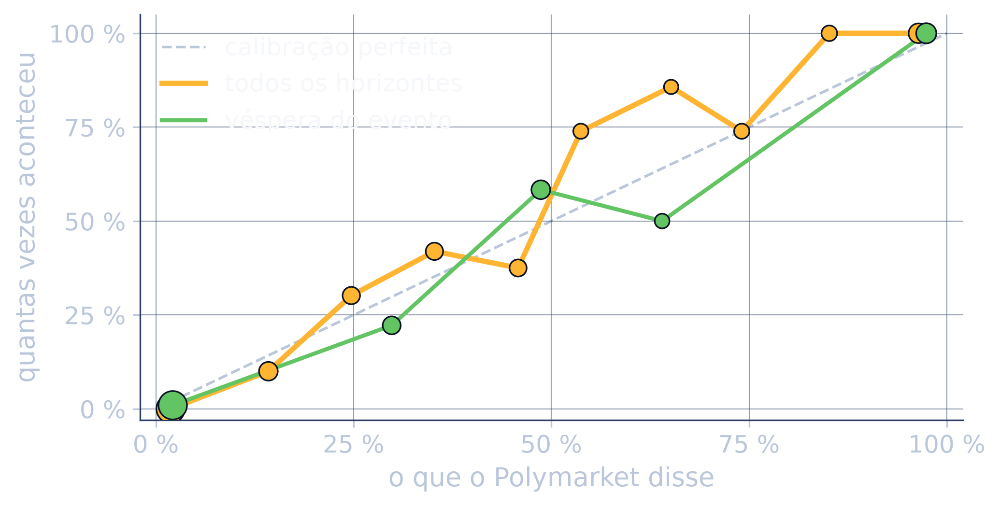 quantas vezes aconteceu
100 %
75 %
50 %
25 %
0 %
calibração perfeita
todos os horizontes
véspera do evento
0 %
25 %
50 %
75 %
100 %
o que o Polymarket disse